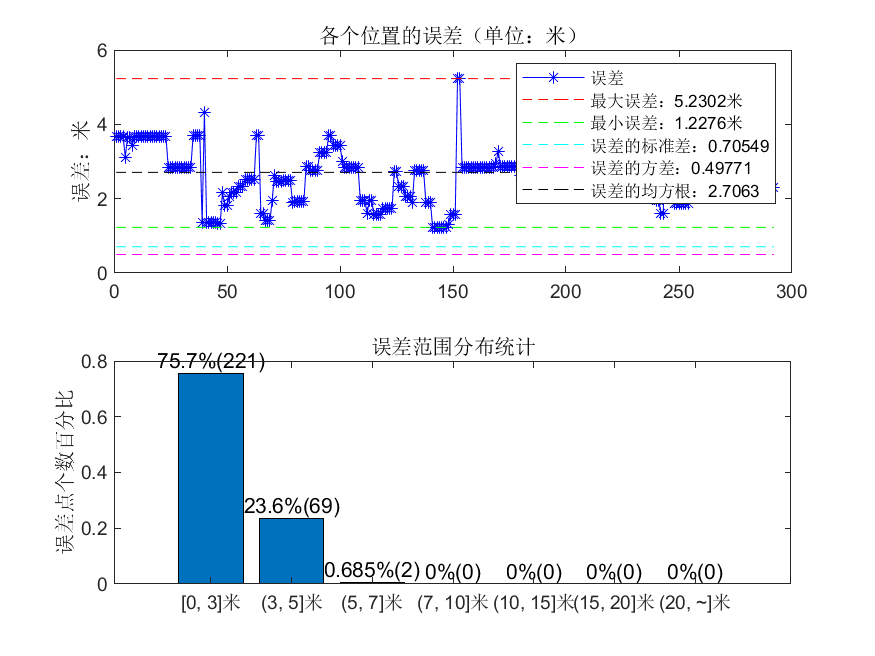 各个位置的误差（单位：米）
误差：米
6
4
2
0
误差
最大误差：5.2302米
最小误差：1.2276米
误差的标准差：0.70549
误差的方差：0.49771
误差的均方根：2.7063
0 50 100 150 200 250 300
误差范围分布统计
误差点个数百分比
0.8
0.6
0.4
0.2
0
75.7%(221)
23.6%(69)
0.685%(2)
0%(0)
0%(0)
0%(0)
0%(0)
[0, 3]米 (3, 5]米 (5, 7]米 (7, 10]米 (10, 15]米 (15, 20]米 (20, ~]米